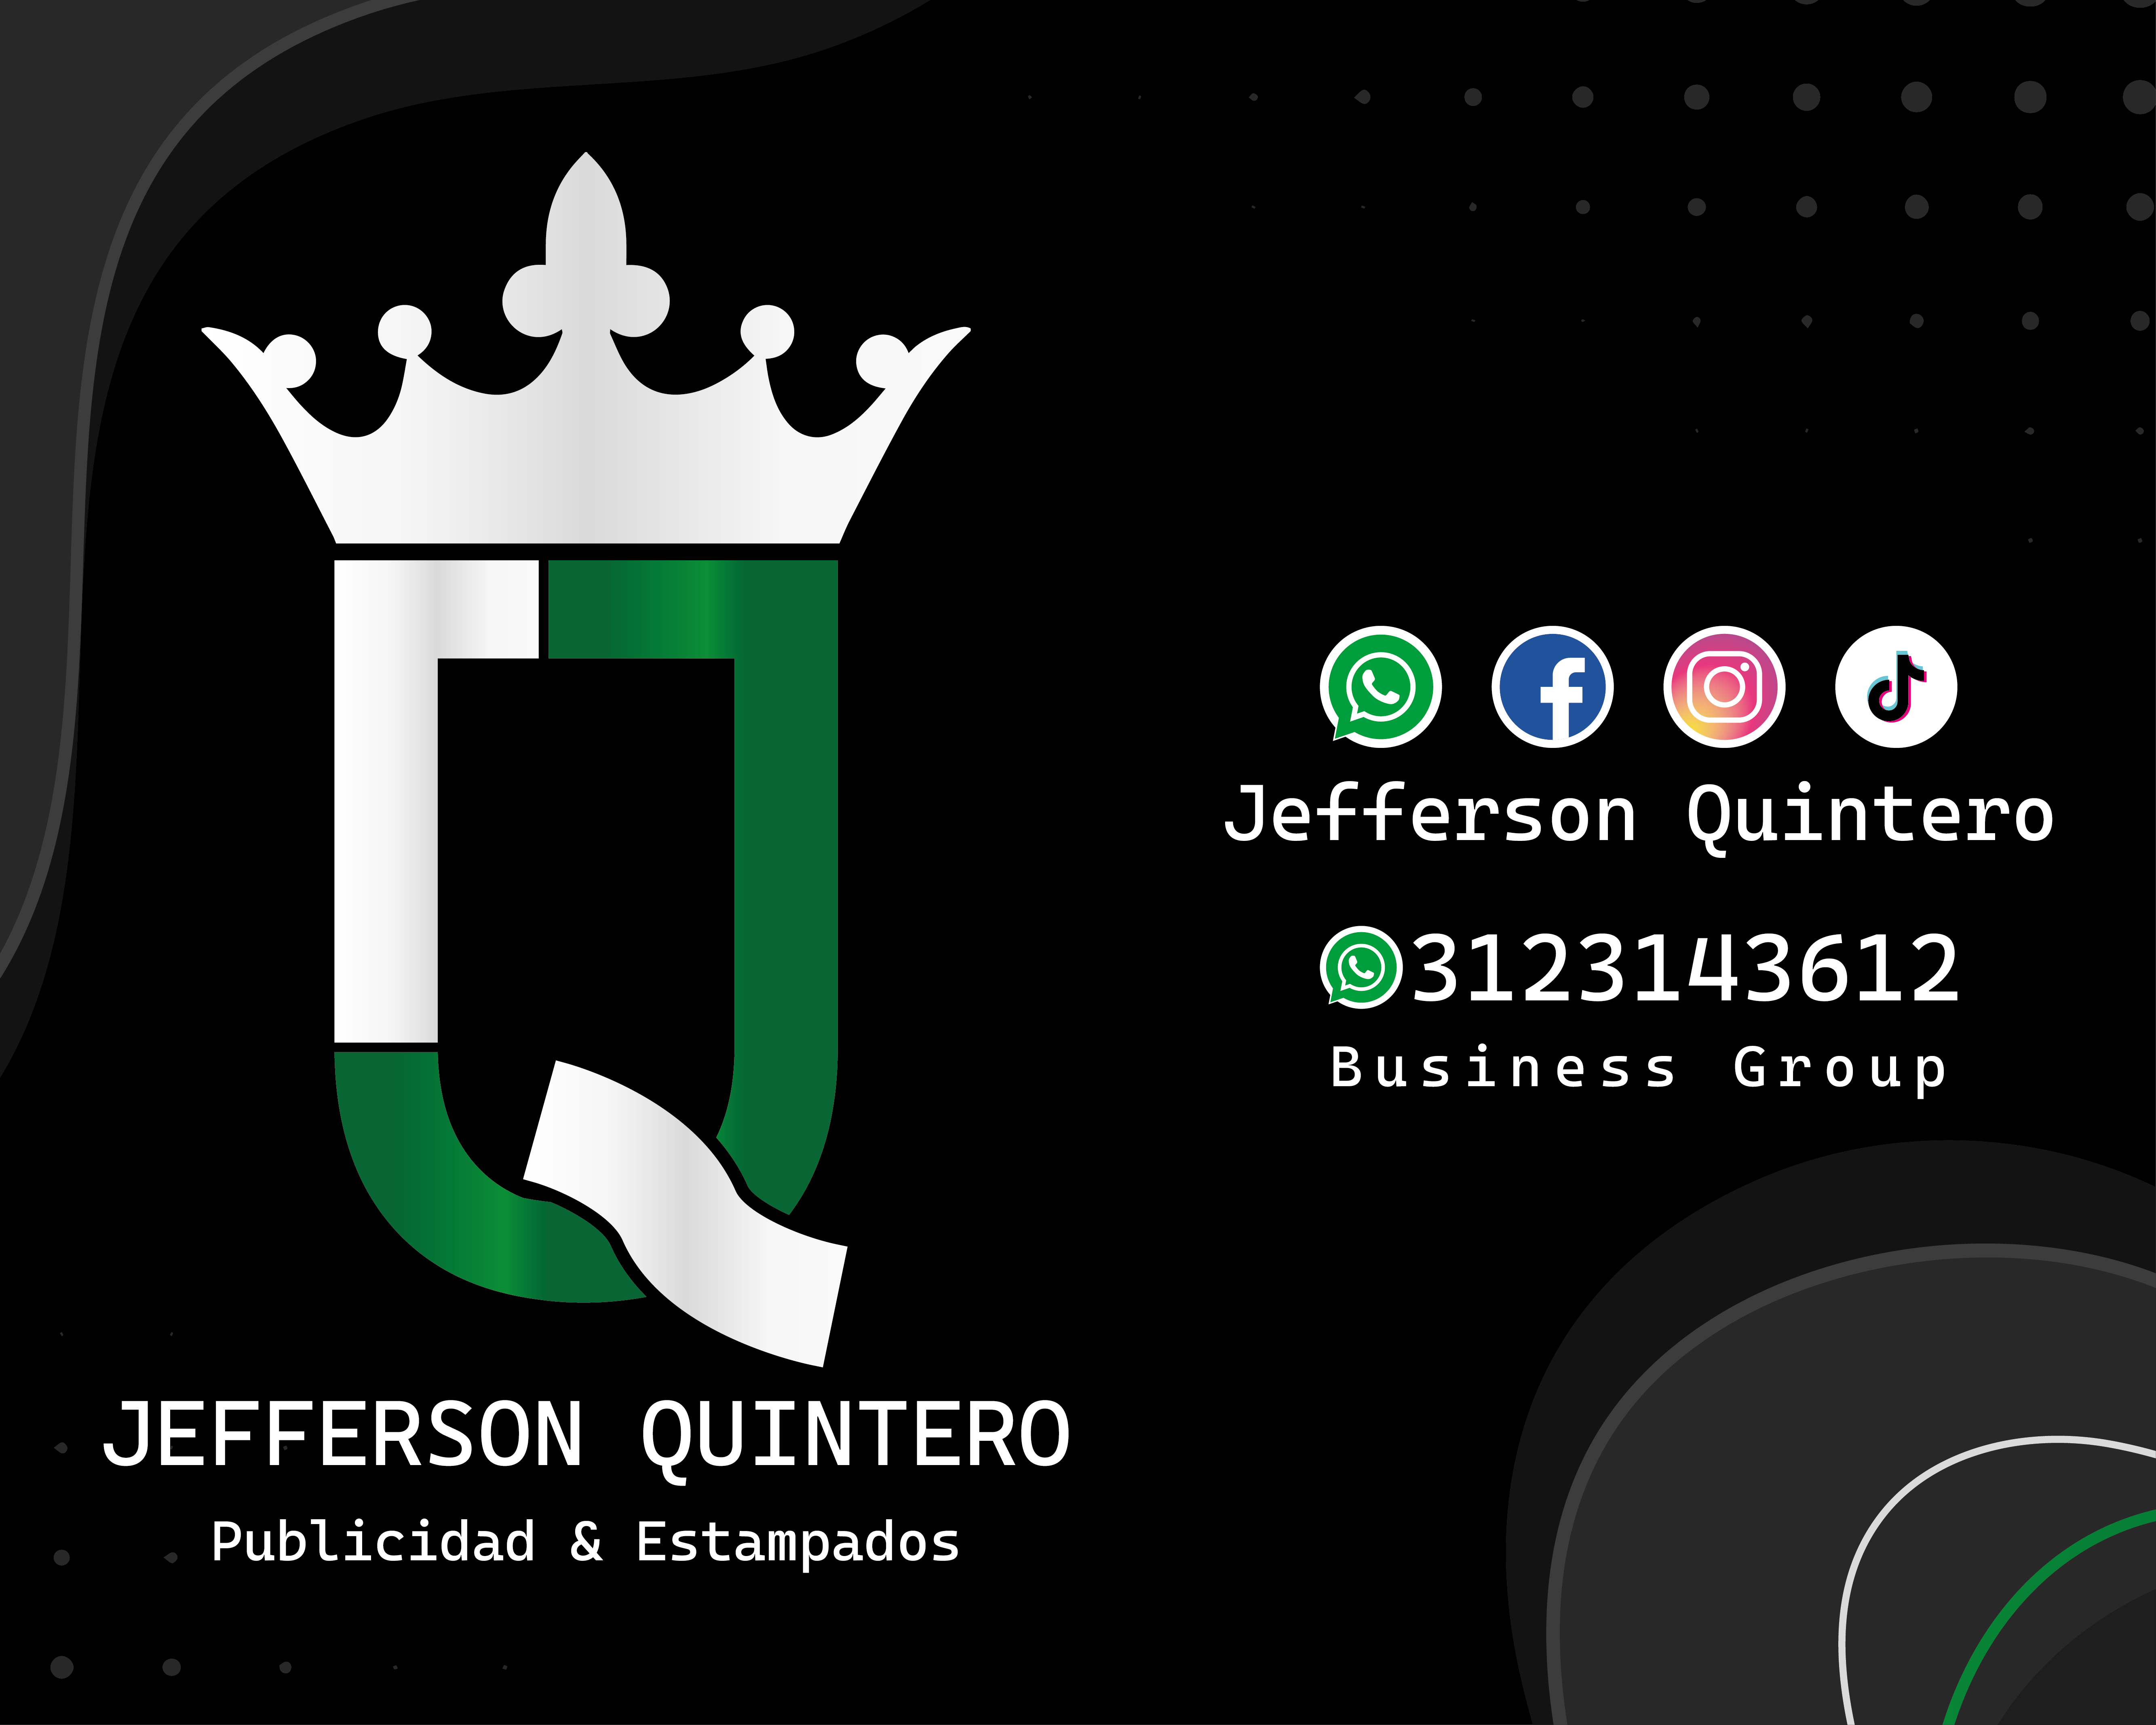 JEFFERSON QUINTERO
Publicidad & Estampados
Jefferson Quintero
3123143612
Business Group